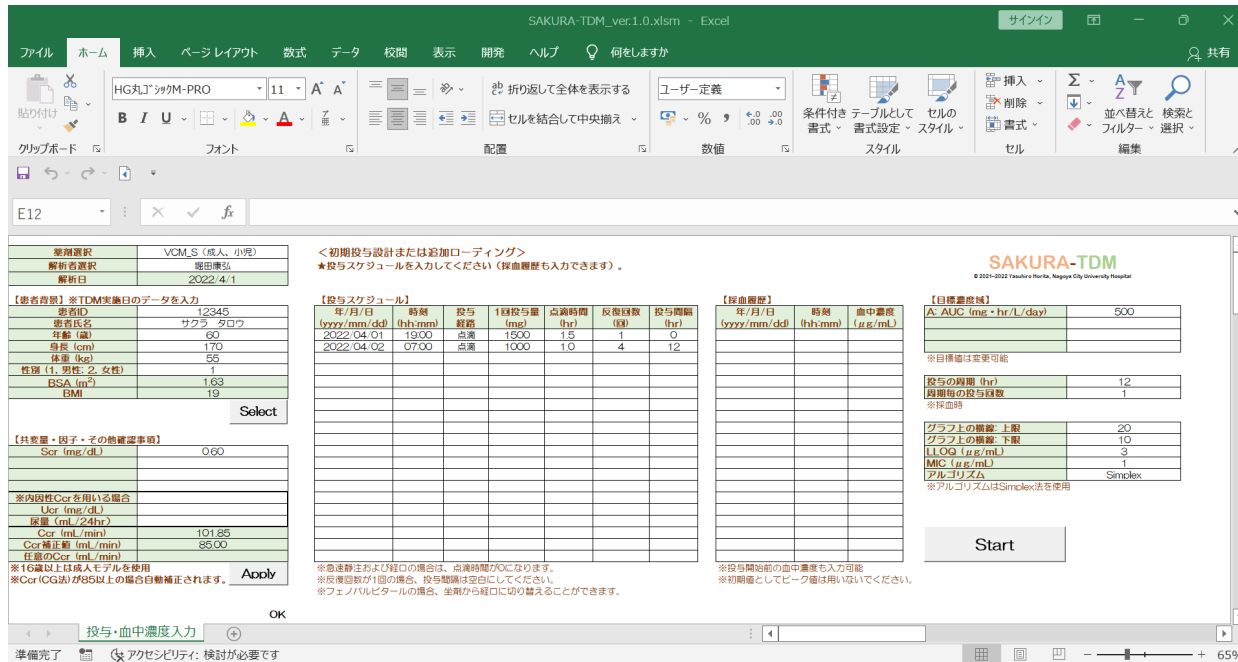 SAKURA-TDM_ver.1.0.xlsm - Excel
サインイン
ファイル ホーム 挿入 ページ レイアウト 数式 データ 校閲 表示 開発 ヘルプ 何をしますか 共有
貼り付け
HG丸ｺﾞｼｯｸM-PRO 11
B I U
折り返して全体を表示する
セルを結合して中央揃え
ユーザー定義
条件付き書式 テーブルとして書式設定 セルのスタイル
挿入
削除
書式
並べ替えとフィルター 検索と選択
クリップボード フォント 配置 数値 スタイル セル 編集
E12 fx
薬剤選択 VCM_S（成人、小児）
解析者選択 堀田康弘
解析日 2022/4/1
＜初期投与設計または追加ローディング＞
★投与スケジュールを入力してください（採血履歴も入力できます）。
SAKURA-TDM
© 2021-2022 Yasuhiro Horita, Nagoya City University Hospital
【患者背景】※TDM実施日のデータを入力
患者ID 12345
患者氏名 サクラ タロウ
年齢（歳） 60
身長（cm） 170
体重（kg） 55
性別（1, 男性: 2, 女性） 1
BSA（m2） 1.63
BMI 19
Select
【共変量・因子・その他確認事項】
Scr（mg/dL） 0.60
※内因性Ccrを用いる場合
Ucr（mg/dL）
尿量（mL/24hr）
Ccr（mL/min） 101.85
Ccr補正値（mL/min） 85.00
任意のCcr（mL/min）
※16歳以上は成人モデルを使用
※Ccr(CG法)が85以上の場合自動補正されます。
Apply
OK
【投与スケジュール】
年/月/日 時刻 投与 1回投与量 点滴時間 反復回数 投与間隔
(yyyy/mm/dd) (hh:mm) 経路 (mg) (hr) (回) (hr)
2022/04/01 19:00 点滴 1500 1.5 1 0
2022/04/02 07:00 点滴 1000 1.0 4 12
※急速静注および経口の場合は、点滴時間が0になります。
※反復回数が1回の場合、投与間隔は空白にしてください。
※フェノバルビタールの場合、坐剤から経口に切り替えることができます。
【採血履歴】
年/月/日 時刻 血中濃度
(yyyy/mm/dd) (hh:mm) (μg/mL)
※投与開始前の血中濃度も入力可能
※初期値としてピーク値は用いないでください。
【目標濃度域】
A: AUC (mg・hr/L/day) 500
※目標値は変更可能
投与の周期 (hr) 12
周期毎の投与回数 1
※採血時
グラフ上の横線: 上限 20
グラフ上の横線: 下限 10
LLOQ (μg/mL) 3
MIC (μg/mL) 1
アルゴリズム Simplex
※アルゴリズムはSimplex法を使用
Start
投与・血中濃度入力
準備完了 アクセシビリティ: 検討が必要です 65%